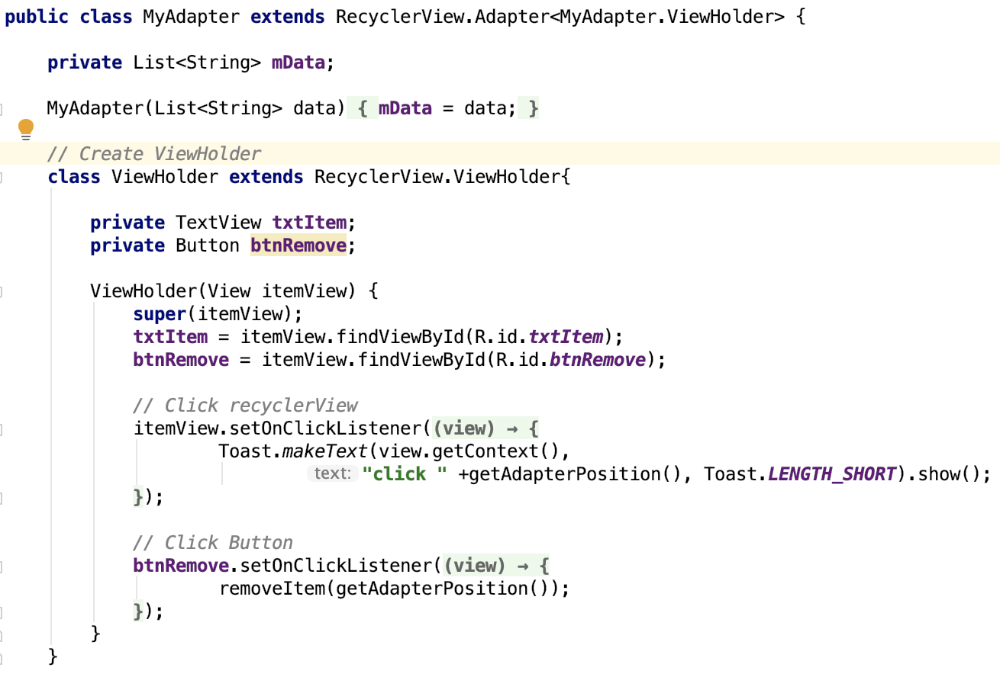 public class MyAdapter extends RecyclerView.Adapter<MyAdapter.ViewHolder> {
private List<String> mData;
MyAdapter(List<String> data) { mData = data; }
// Create ViewHolder
class ViewHolder extends RecyclerView.ViewHolder{
private TextView txtItem;
private Button btnRemove;
ViewHolder(View itemView) {
super(itemView);
txtItem = itemView.findViewById(R.id.txtItem);
btnRemove = itemView.findViewById(R.id.btnRemove);
// Click recyclerView
itemView.setOnClickListener((view) → {
Toast.makeText(view.getContext(),
text: "click " +getAdapterPosition(), Toast.LENGTH_SHORT).show();
});
// Click Button
btnRemove.setOnClickListener((view) → {
removeItem(getAdapterPosition());
});
}
}